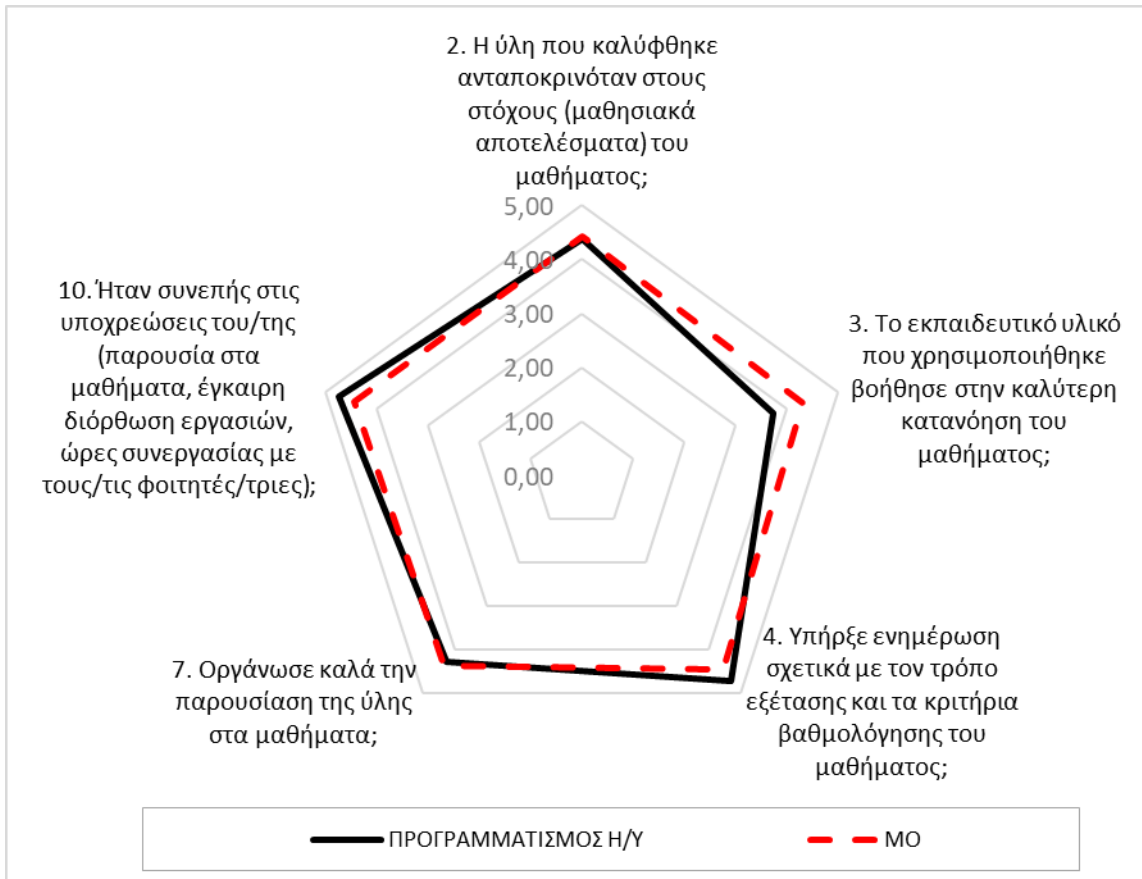 2. Η ύλη που καλύφθηκε
ανταποκρινόταν στους
στόχους (μαθησιακά
αποτελέσματα) του
μαθήματος;
5,00
4,00
3,00
2,00
1,00
0,00
3. Το εκπαιδευτικό υλικό
που χρησιμοποιήθηκε
βοήθησε στην καλύτερη
κατανόηση του
μαθήματος;
4. Υπήρξε ενημέρωση
σχετικά με τον τρόπο
εξέτασης και τα κριτήρια
βαθμολόγησης του
μαθήματος;
7. Οργάνωσε καλά την
παρουσίαση της ύλης
στα μαθήματα;
10. Ήταν συνεπής στις
υποχρεώσεις του/της
(παρουσία στα
μαθήματα, έγκαιρη
διόρθωση εργασιών,
ώρες συνεργασίας με
τους/τις φοιτητές/τριες);
ΠΡΟΓΡΑΜΜΑΤΙΣΜΟΣ Η/Υ
ΜΟ